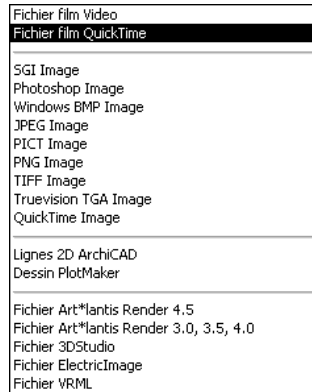 Fichier film Video
Fichier film QuickTime
SGI Image
Photoshop Image
Windows BMP Image
JPEG Image
PICT Image
PNG Image
TIFF Image
Truevision TGA Image
QuickTime Image
Lignes 2D ArchiCAD
Dessin PlotMaker
Fichier Art*lantis Render 4.5
Fichier Art*lantis Render 3.0, 3.5, 4.0
Fichier 3DStudio
Fichier ElectricImage
Fichier VRML